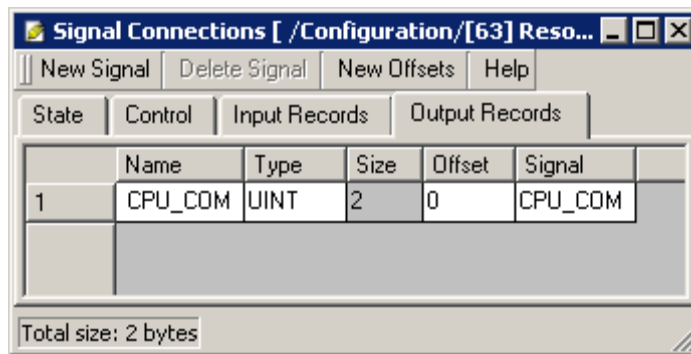 Signal Connections [ /Configuration/[63] Reso...
New Signal Delete Signal New Offsets Help
State Control Input Records Output Records
Name Type Size Offset Signal
1 CPU_COM UINT 2 0 CPU_COM
Total size: 2 bytes